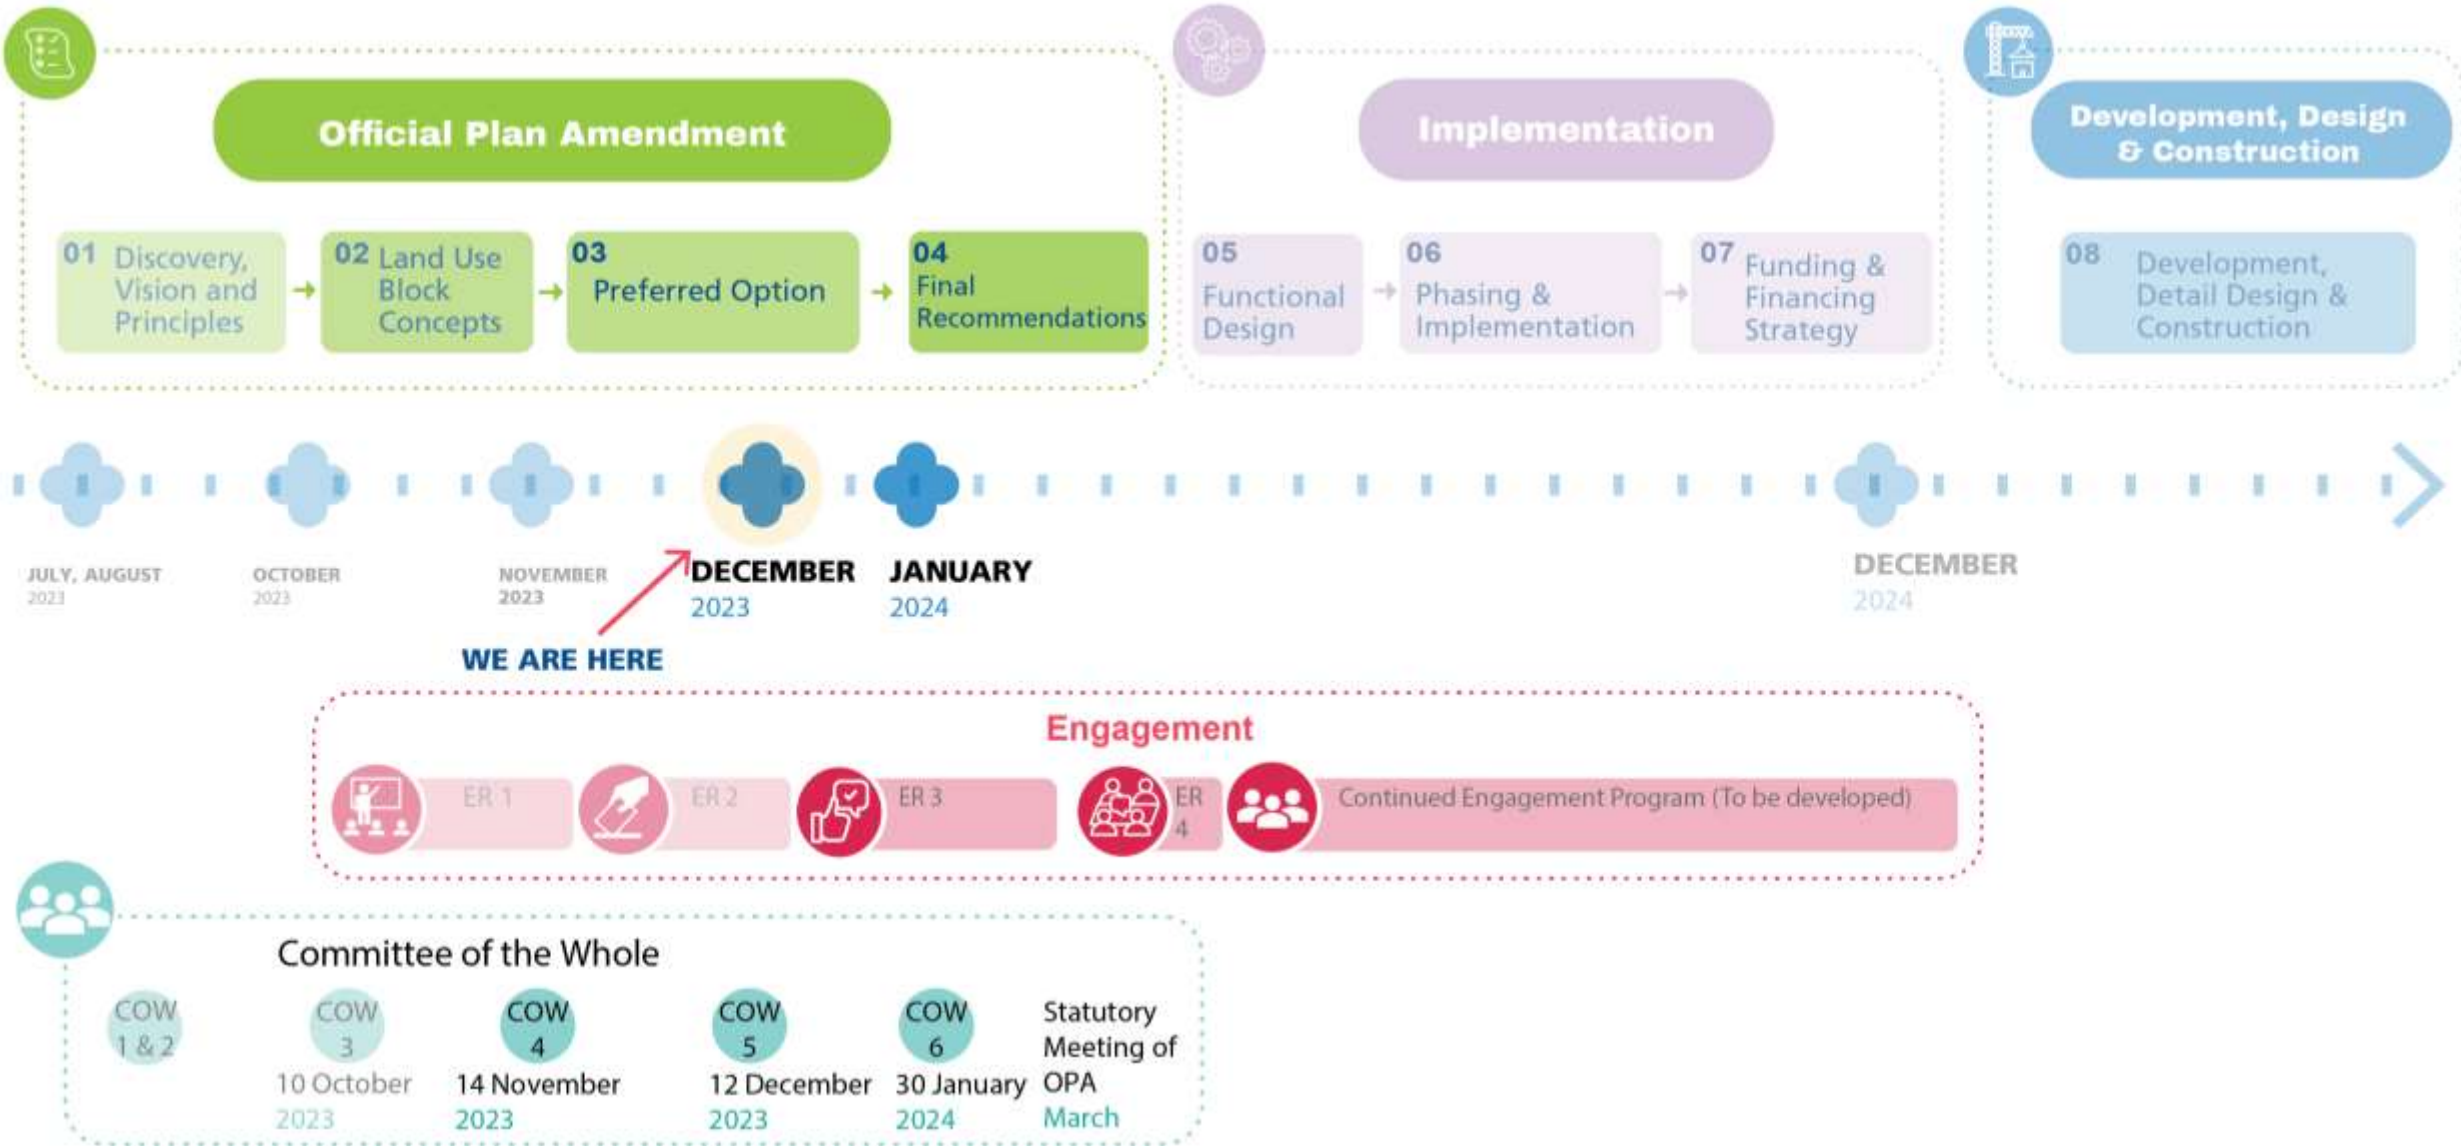 Official Plan Amendment
Implementation
Development, Design
& Construction
01 Discovery,
Vision and
Principles
02 Land Use
Block
Concepts
03
Preferred Option
04
Final
Recommendations
05
Functional
Design
06
Phasing &
Implementation
07 Funding &
Financing
Strategy
08 Development,
Detail Design &
Construction
JULY, AUGUST
2023
OCTOBER
2023
NOVEMBER
2023
DECEMBER
2023
JANUARY
2024
DECEMBER
2024
WE ARE HERE
Engagement
ER 1
ER 2
ER 3
ER
4
Continued Engagement Program (To be developed)
Committee of the Whole
COW
1 & 2
COW
3
10 October
2023
COW
4
14 November
2023
COW
5
12 December
2023
COW
6
30 January
2024
Statutory
Meeting of
OPA
March